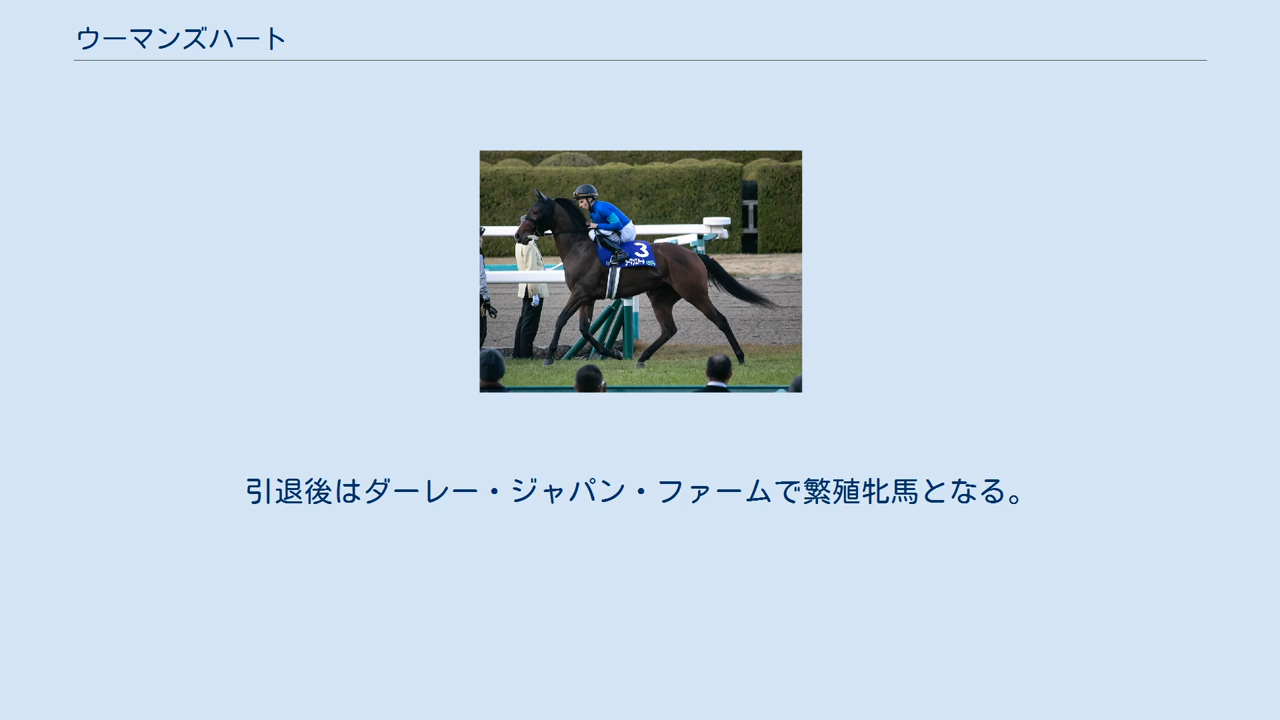 ウーマンズハート
3
引退後はダーレー・ジャパン・ファームで繁殖牝馬となる。